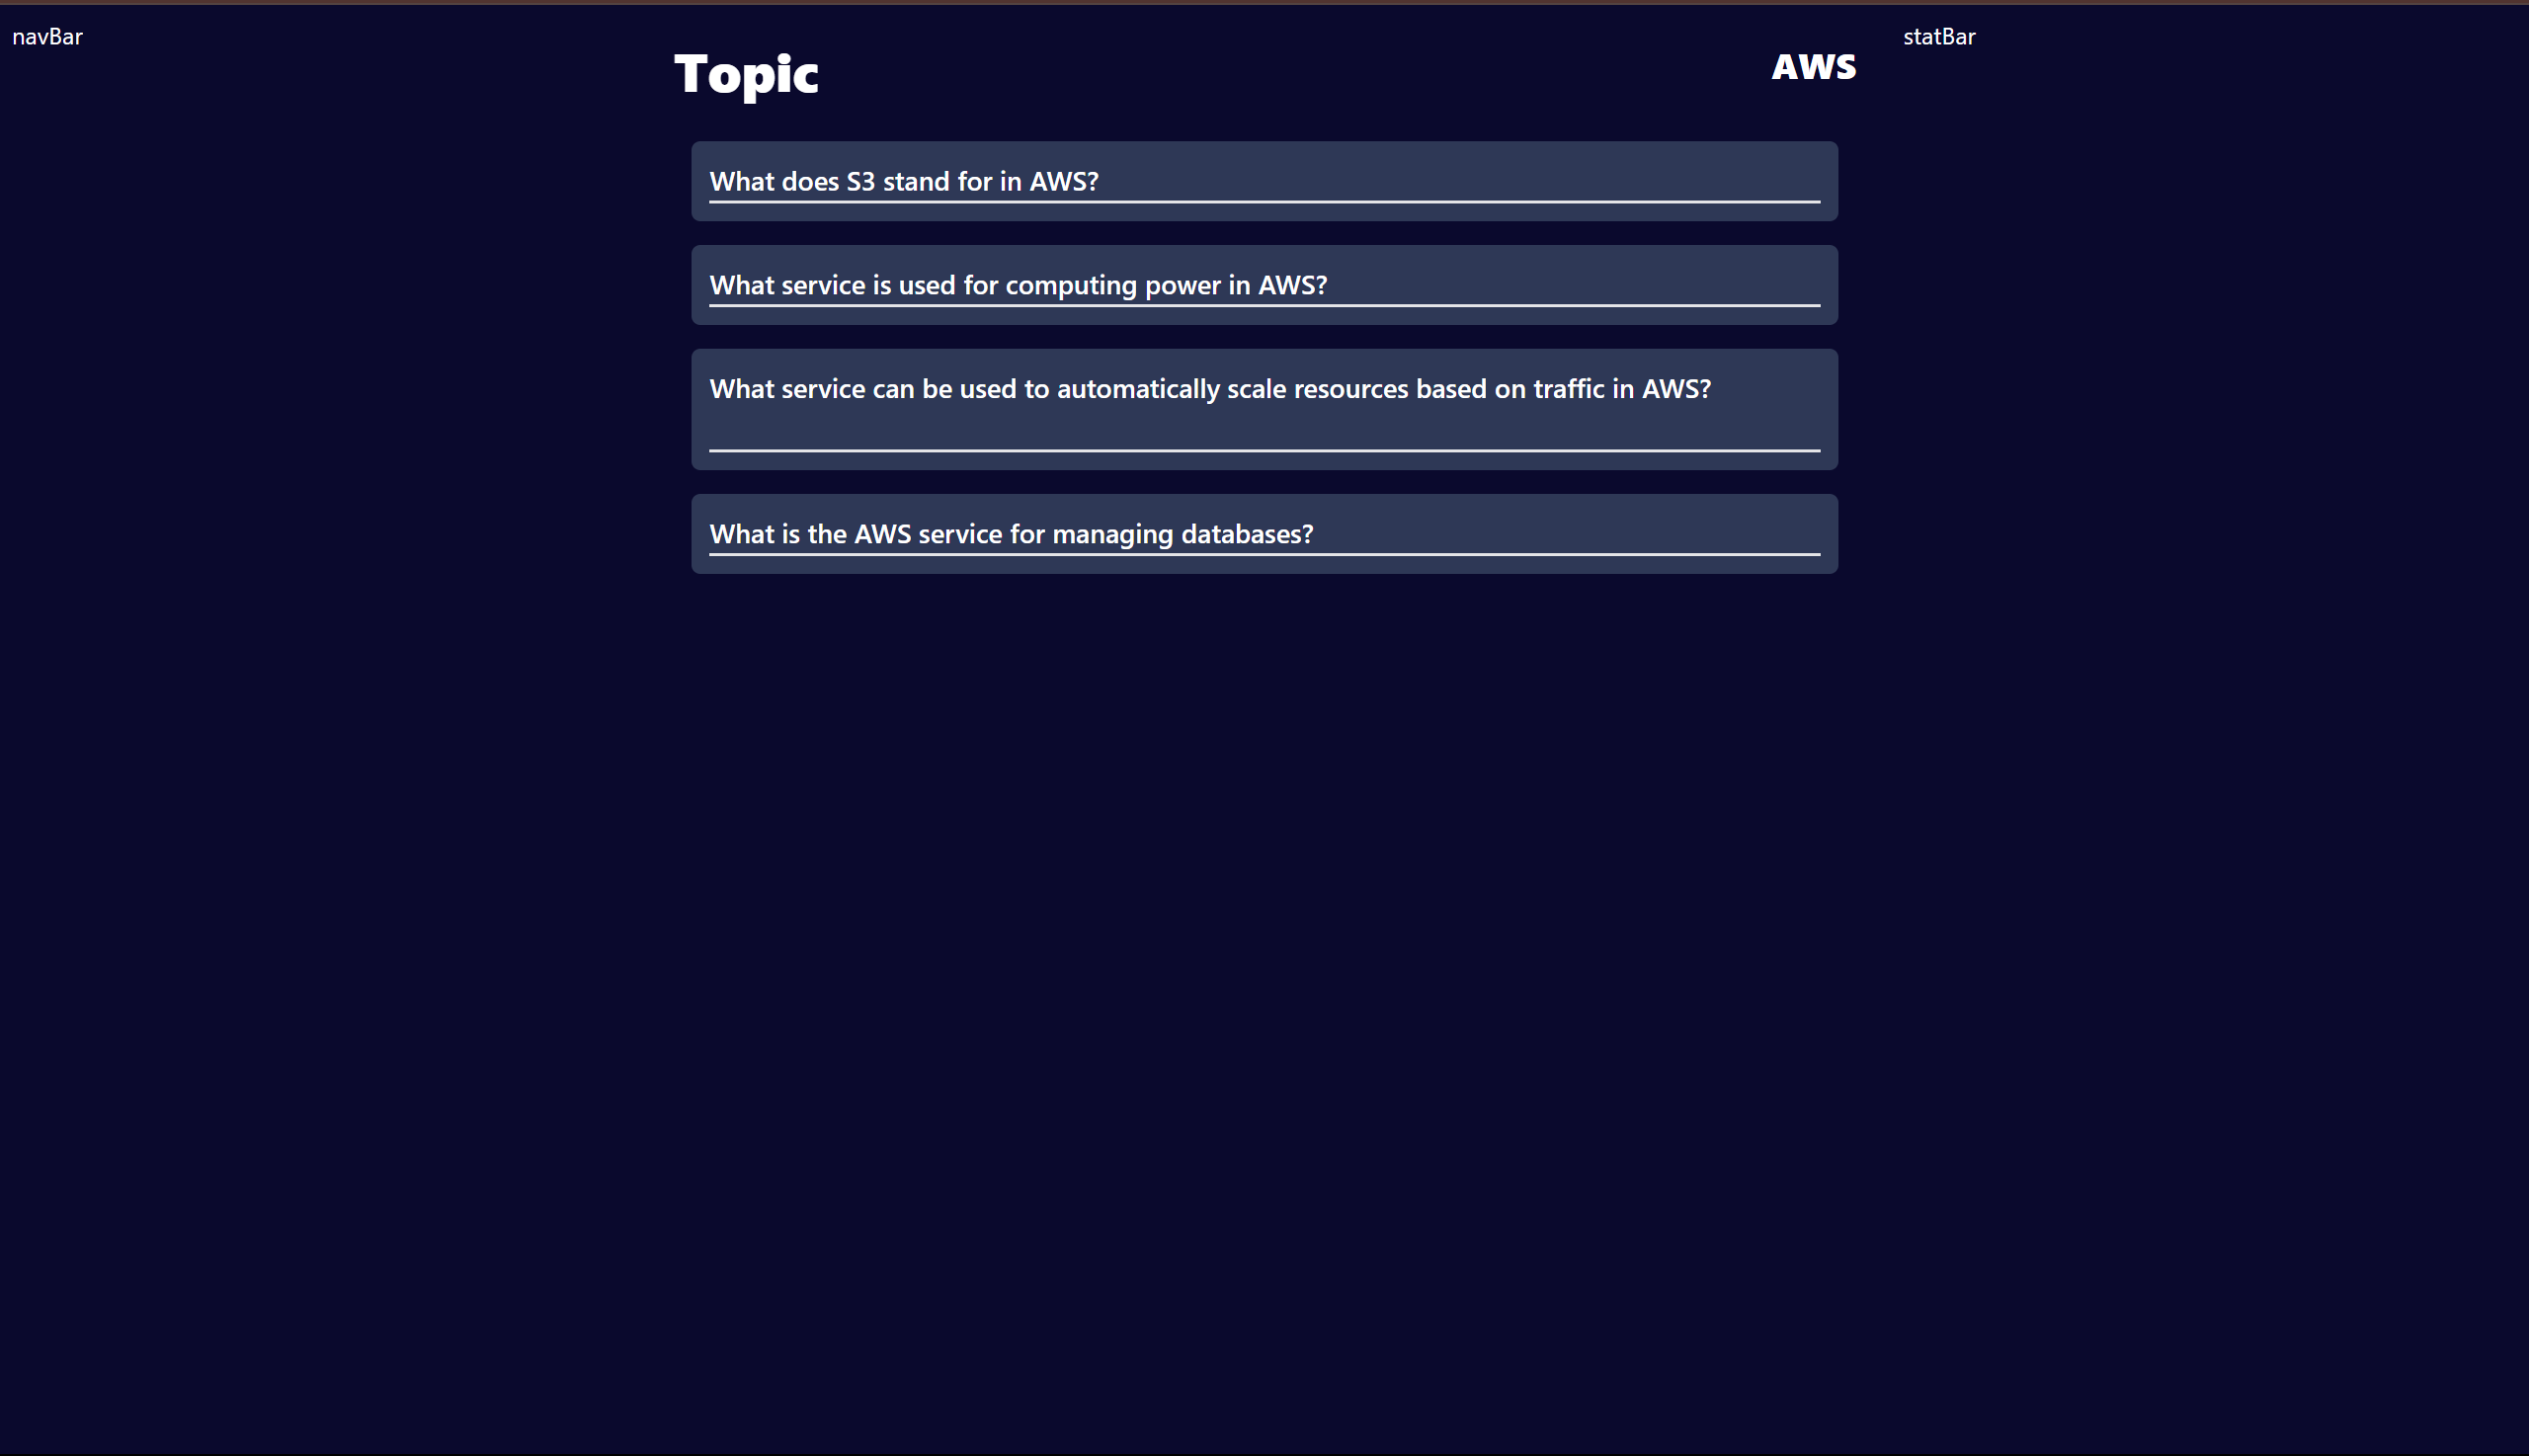 navBar
Topic
AWS
statBar
What does S3 stand for in AWS?
What service is used for computing power in AWS?
What service can be used to automatically scale resources based on traffic in AWS?
What is the AWS service for managing databases?